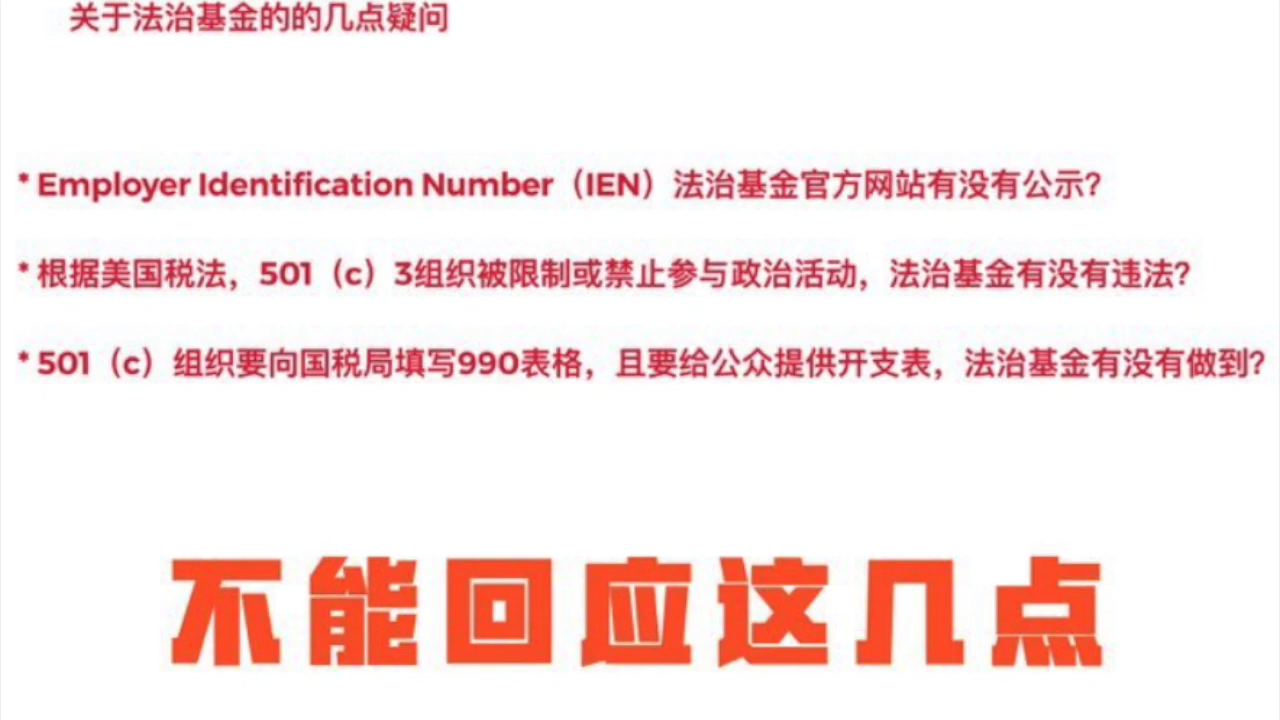 关于法治基金的的几点疑问
* Employer Identification Number（IEN）法治基金官方网站有没有公示？
* 根据美国税法，501（c）3组织被限制或禁止参与政治活动，法治基金有没有违法？
* 501（c）组织要向国税局填写990表格，且要给公众提供开支表，法治基金有没有做到？
不能回应这几点